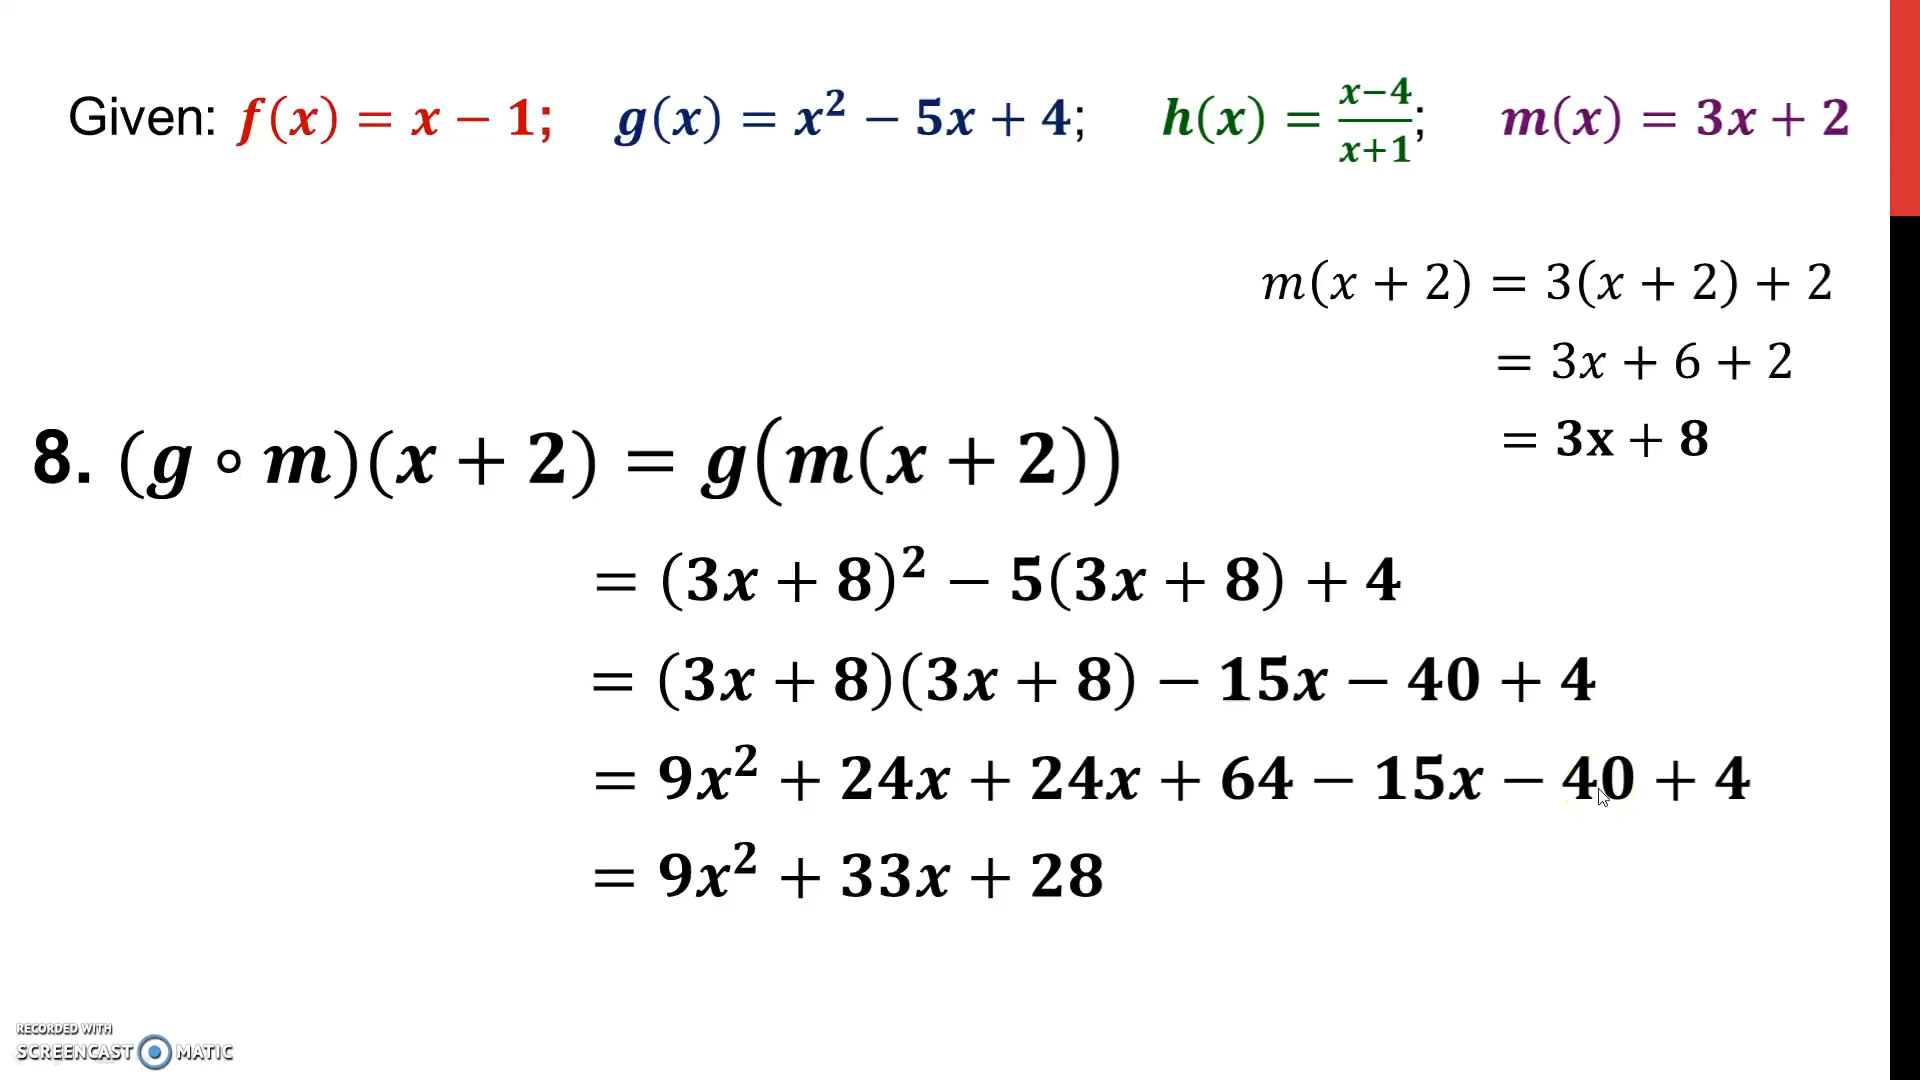 Given: f(x) = x − 1; g(x) = x² − 5x + 4; h(x) = (x−4)/(x+1); m(x) = 3x + 2
m(x + 2) = 3(x + 2) + 2
= 3x + 6 + 2
= 3x + 8
8. (g ∘ m)(x + 2) = g(m(x + 2))
= (3x + 8)² − 5(3x + 8) + 4
= (3x + 8)(3x + 8) − 15x − 40 + 4
= 9x² + 24x + 24x + 64 − 15x − 40 + 4
= 9x² + 33x + 28
RECORDED WITH
SCREENCAST MATIC